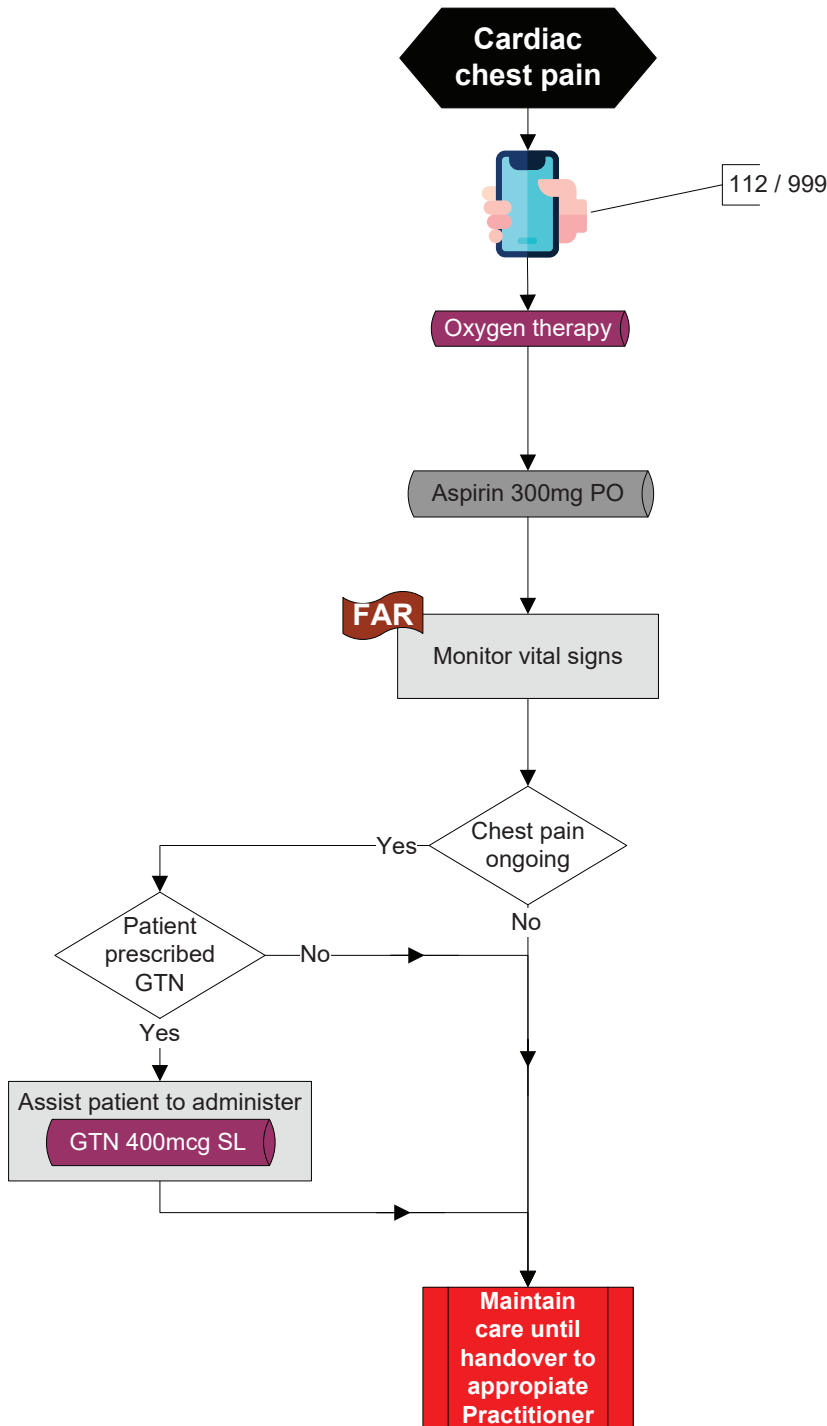 Cardiac
chest pain
112 / 999
Oxygen therapy
Aspirin 300mg PO
FAR
Monitor vital signs
Chest pain
ongoing
Yes
No
Patient
prescribed
GTN
No
Yes
Assist patient to administer
GTN 400mcg SL
Maintain
care until
handover to
appropiate
Practitioner